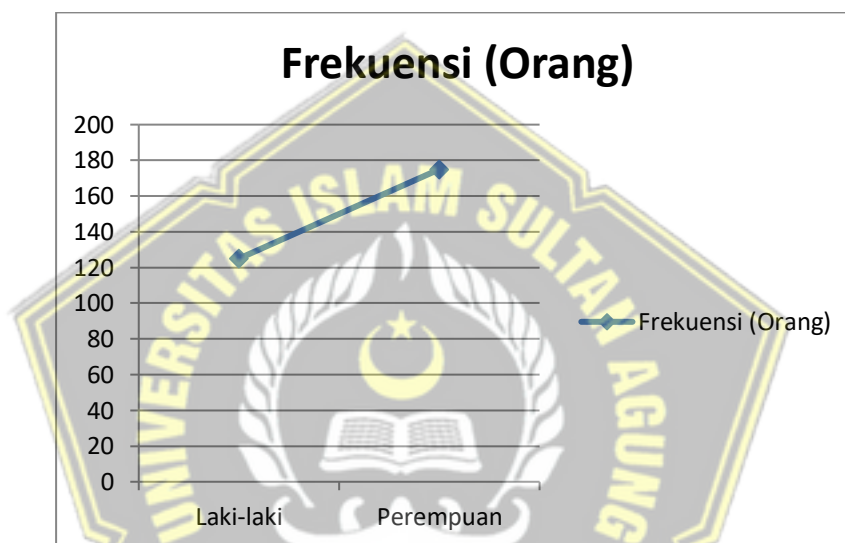 Frekuensi (Orang)
200
180
160
140
120
100
80
60
40
20
0
Laki-laki
Perempuan
Frekuensi (Orang)
UNIVERSITAS ISLAM SULTAN AGUNG